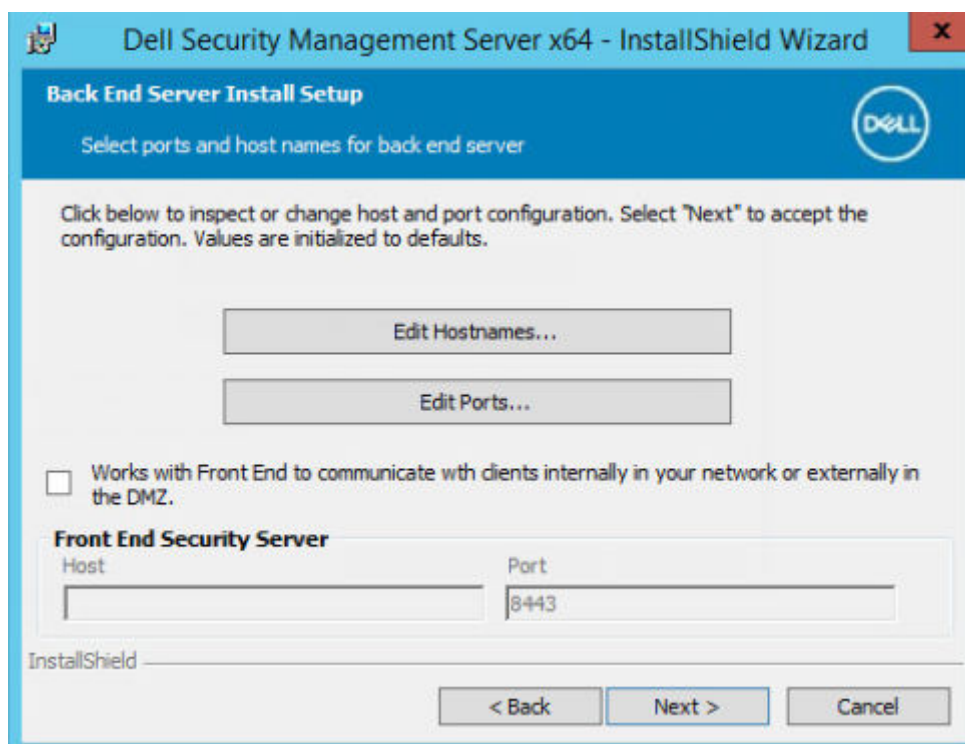 Dell Security Management Server x64 - InstallShield Wizard
x
Back End Server Install Setup
Select ports and host names for back end server
DELL
Click below to inspect or change host and port configuration. Select "Next" to accept the
configuration. Values are initialized to defaults.
Edit Hostnames...
Edit Ports...
Works with Front End to communicate wth clients internally in your network or externally in
the DMZ.
Front End Security Server
Host Port
8443
InstallShield
< Back Next > Cancel